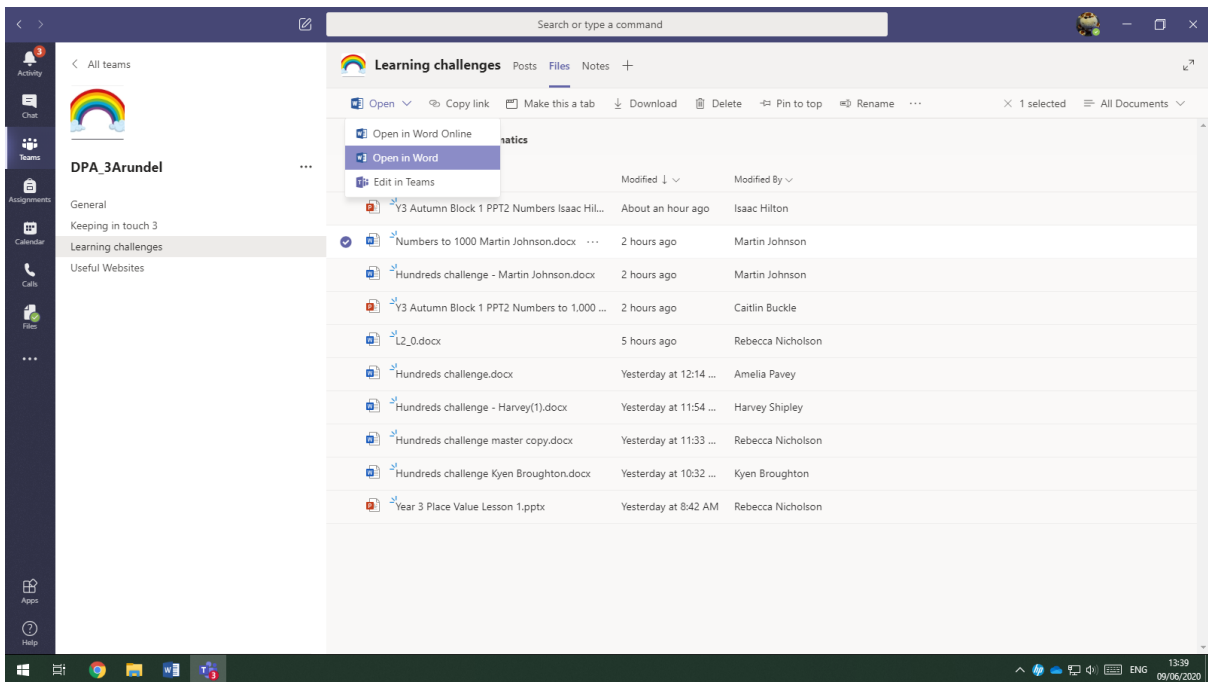 Search or type a command
3
Activity
Chat
Teams
Assignments
Calendar
Calls
Files
Apps
Help
All teams
DPA_3Arundel
General
Keeping in touch 3
Learning challenges
Useful Websites
Learning challenges Posts Files Notes
Open Copy link Make this a tab Download Delete Pin to top Rename 1 selected All Documents
Open in Word Online
Open in Word
Edit in Teams
natics
Modified Modified By
Y3 Autumn Block 1 PPT2 Numbers Isaac Hil... About an hour ago Isaac Hilton
Numbers to 1000 Martin Johnson.docx 2 hours ago Martin Johnson
Hundreds challenge - Martin Johnson.docx 2 hours ago Martin Johnson
Y3 Autumn Block 1 PPT2 Numbers to 1,000 ... 2 hours ago Caitlin Buckle
L2_0.docx 5 hours ago Rebecca Nicholson
Hundreds challenge.docx Yesterday at 12:14 ... Amelia Pavey
Hundreds challenge - Harvey(1).docx Yesterday at 11:54 ... Harvey Shipley
Hundreds challenge master copy.docx Yesterday at 11:33 ... Rebecca Nicholson
Hundreds challenge Kyen Broughton.docx Yesterday at 10:32 ... Kyen Broughton
Year 3 Place Value Lesson 1.pptx Yesterday at 8:42 AM Rebecca Nicholson
3
ENG
13:39
09/06/2020